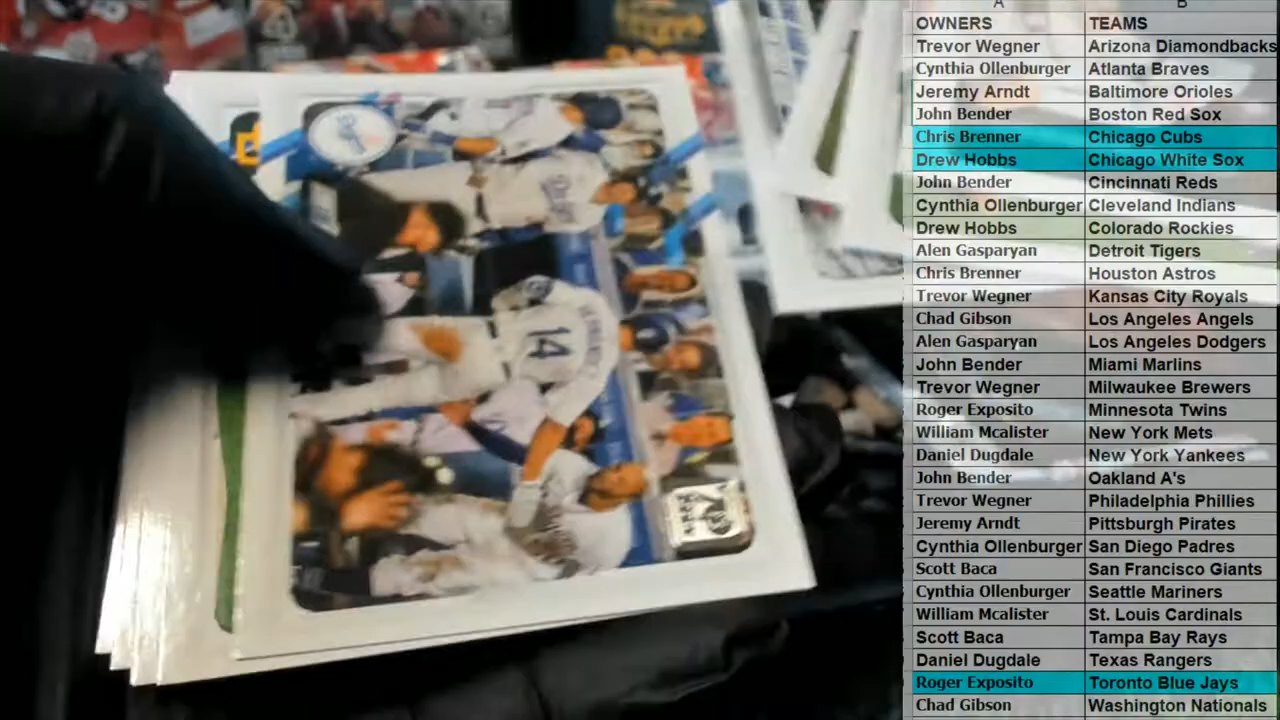 A B
OWNERS TEAMS
Trevor Wegner Arizona Diamondbacks
Cynthia Ollenburger Atlanta Braves
Jeremy Arndt Baltimore Orioles
John Bender Boston Red Sox
Chris Brenner Chicago Cubs
Drew Hobbs Chicago White Sox
John Bender Cincinnati Reds
Cynthia Ollenburger Cleveland Indians
Drew Hobbs Colorado Rockies
Alen Gasparyan Detroit Tigers
Chris Brenner Houston Astros
Trevor Wegner Kansas City Royals
Chad Gibson Los Angeles Angels
Alen Gasparyan Los Angeles Dodgers
John Bender Miami Marlins
Trevor Wegner Milwaukee Brewers
Roger Exposito Minnesota Twins
William Mcalister New York Mets
Daniel Dugdale New York Yankees
John Bender Oakland A's
Trevor Wegner Philadelphia Phillies
Jeremy Arndt Pittsburgh Pirates
Cynthia Ollenburger San Diego Padres
Scott Baca San Francisco Giants
Cynthia Ollenburger Seattle Mariners
William Mcalister St. Louis Cardinals
Scott Baca Tampa Bay Rays
Daniel Dugdale Texas Rangers
Roger Exposito Toronto Blue Jays
Chad Gibson Washington Nationals
14